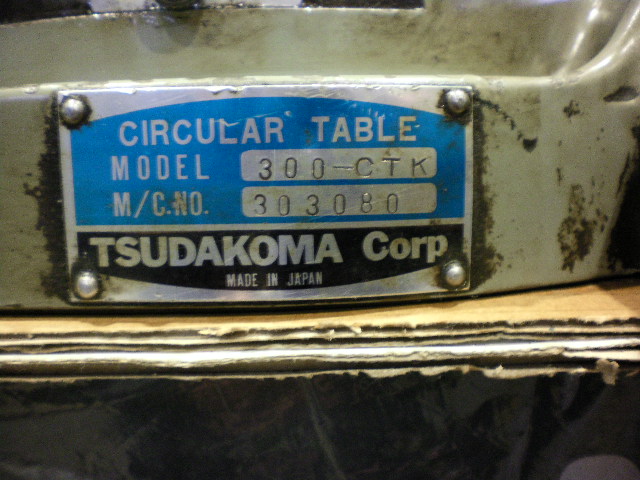 CIRCULAR TABLE
MODEL 300-CTK
M/C.NO. 303080
TSUDAKOMA Corp
MADE IN JAPAN